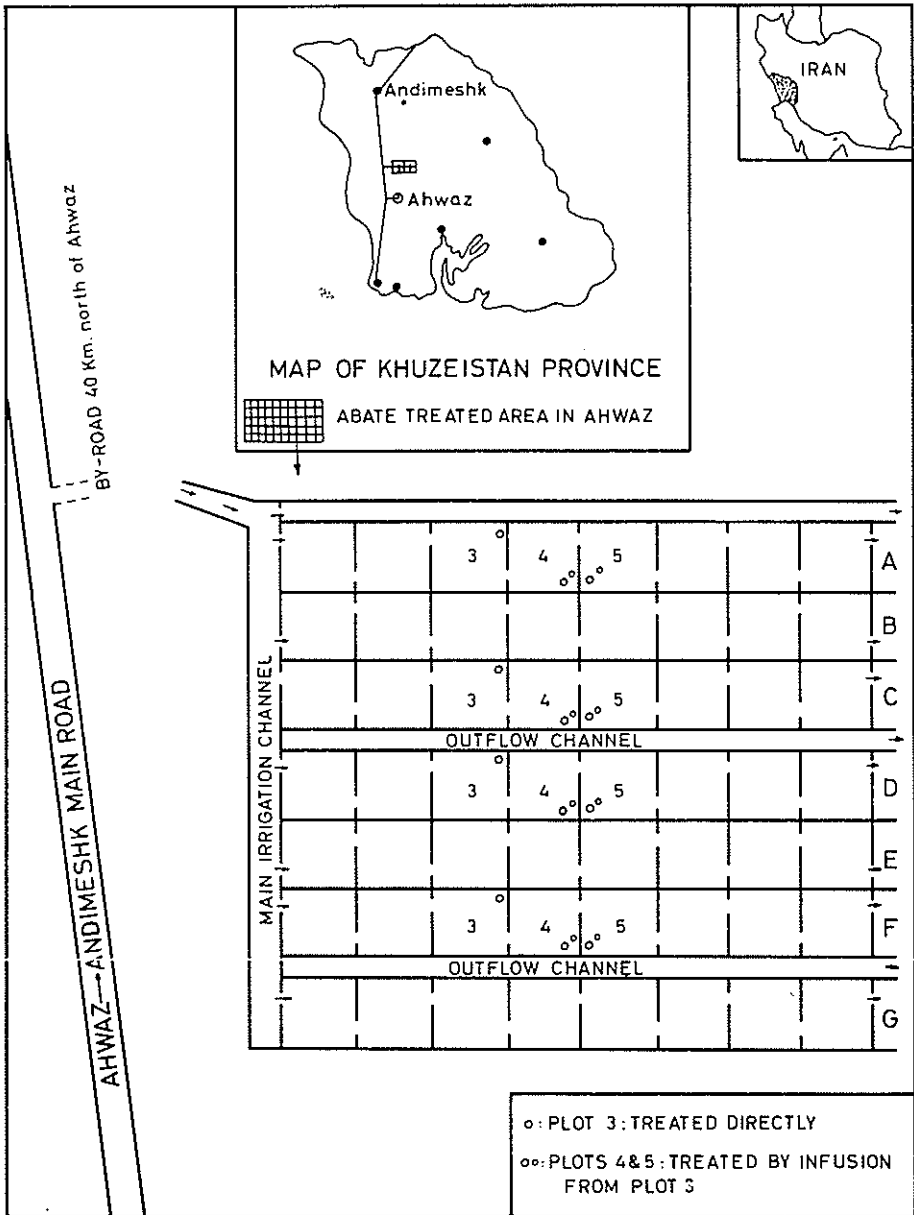 IRAN
Andimeshk
Ahwaz
MAP OF KHUZEISTAN PROVINCE
ABATE TREATED AREA IN AHWAZ
BY-ROAD 40 Km. north of Ahwaz
AHWAZ→ANDIMESHK MAIN ROAD
MAIN IRRIGATION CHANNEL
3 4 5 A
B
3 4 5 C
OUTFLOW CHANNEL
3 4 5 D
E
3 4 5 F
OUTFLOW CHANNEL
G
o: PLOT 3: TREATED DIRECTLY
oo: PLOTS 4&5: TREATED BY INFUSION
FROM PLOT 3